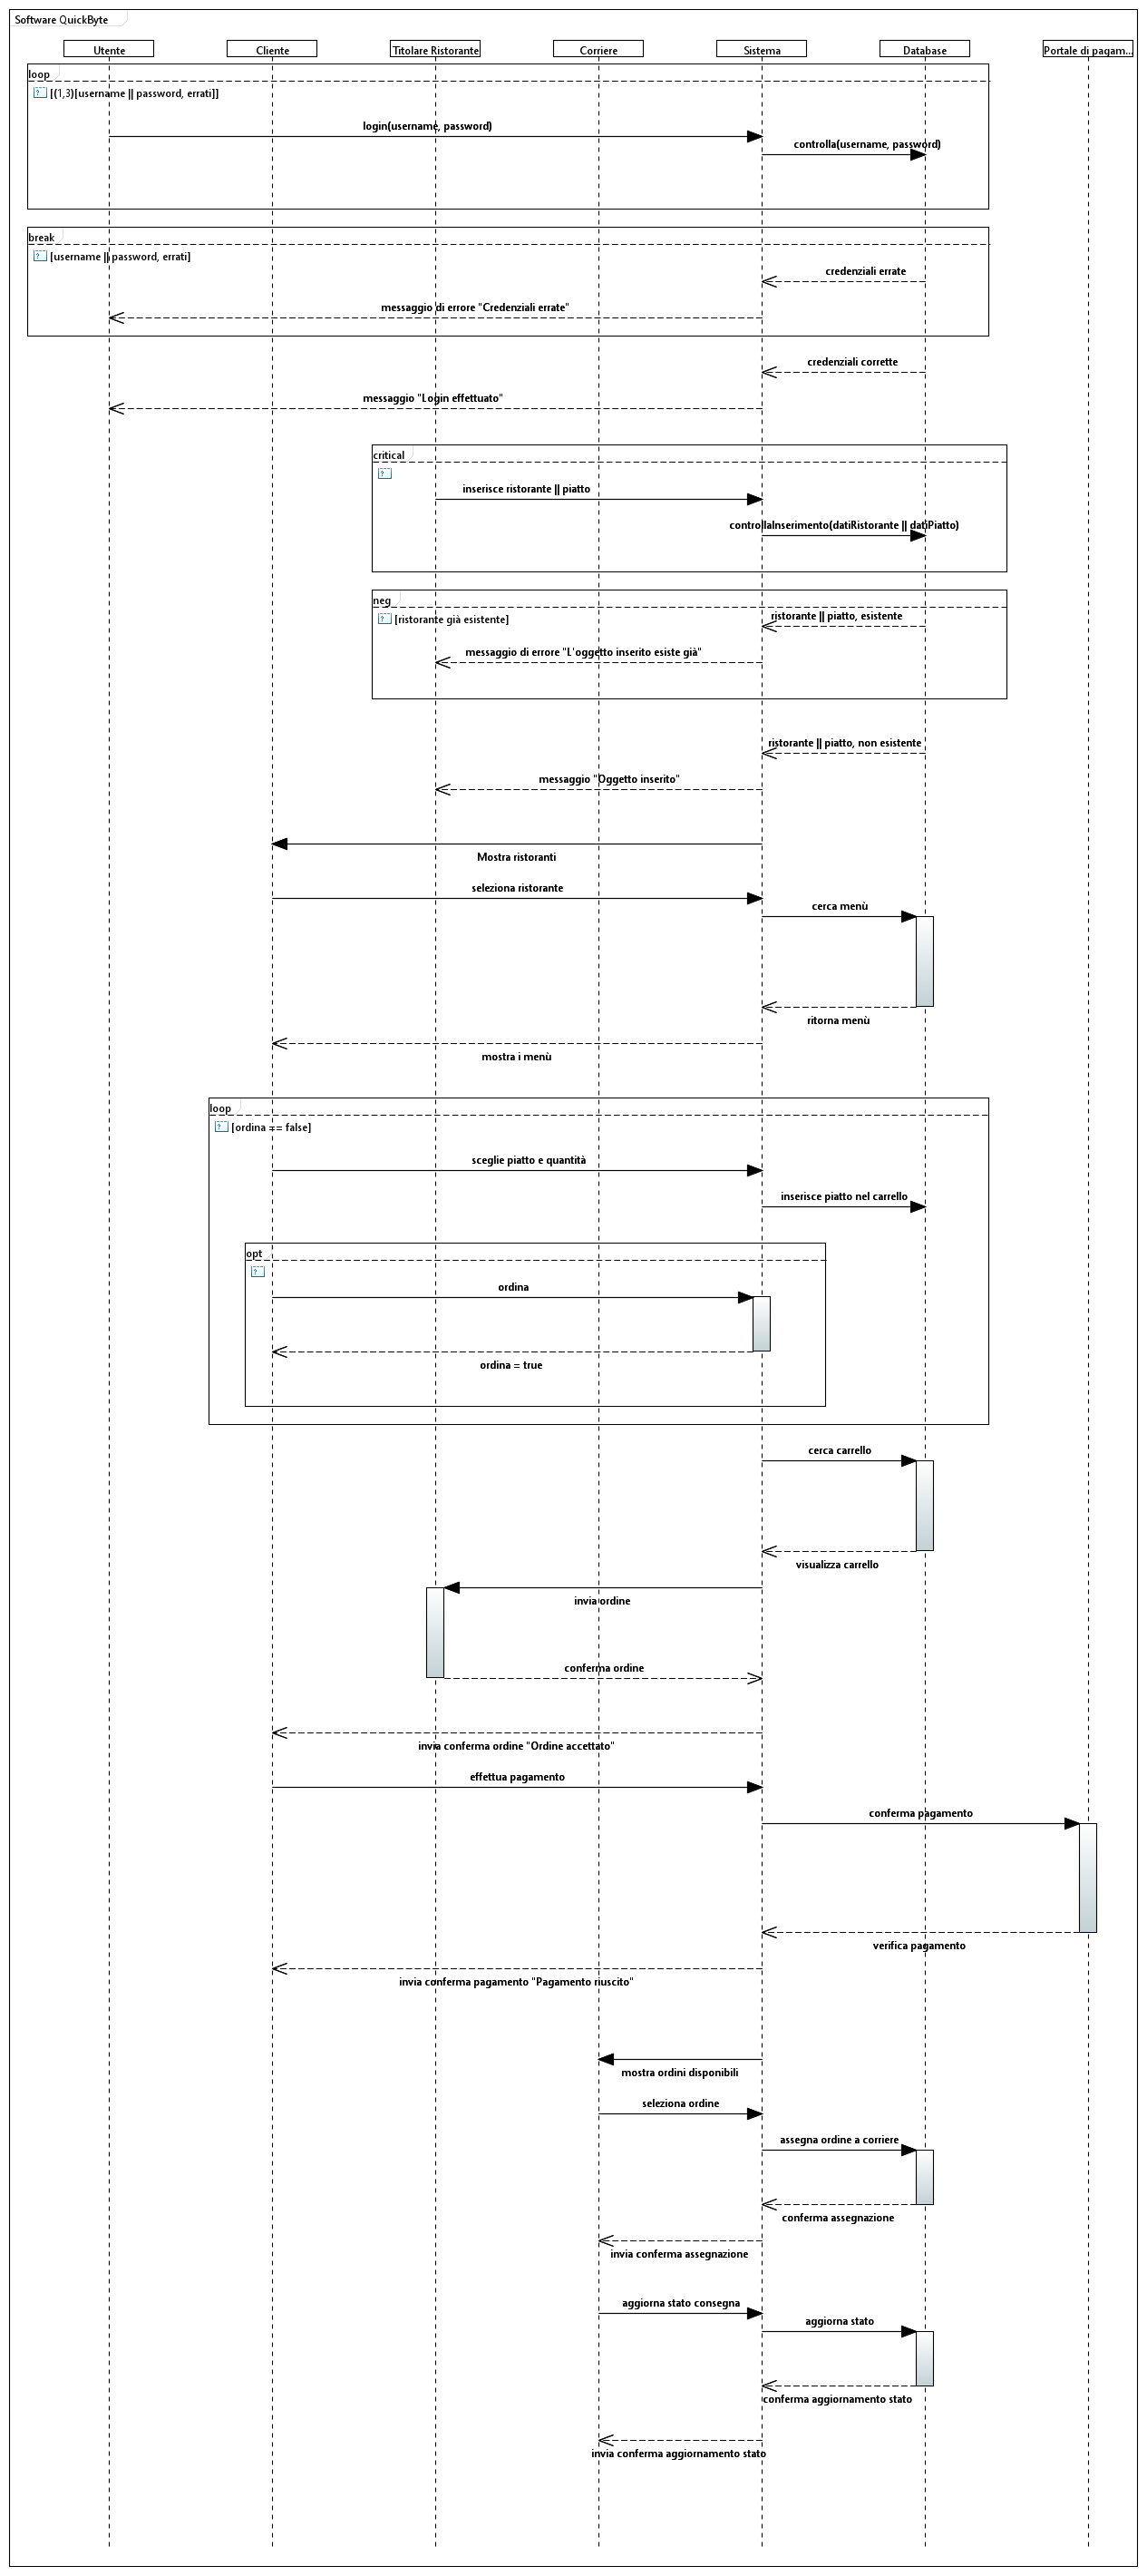 Software QuickByte
Utente
Cliente
Titolare Ristorante
Corriere
Sistema
Database
Portale di pagam...
loop
[(1,3)[username || password, errati]]
login(username, password)
controlla(username, password)
break
[username || password, errati]
credenziali errate
messaggio di errore "Credenziali errate"
credenziali corrette
messaggio "Login effettuato"
critical
inserisce ristorante || piatto
controllaInserimento(datiRistorante || datiPiatto)
neg
[ristorante già esistente]
ristorante || piatto, esistente
messaggio di errore "L'oggetto inserito esiste già"
ristorante || piatto, non esistente
messaggio "Oggetto inserito"
Mostra ristoranti
seleziona ristorante
cerca menù
ritorna menù
mostra i menù
loop
[ordina == false]
sceglie piatto e quantità
inserisce piatto nel carrello
opt
ordina
ordina = true
cerca carrello
visualizza carrello
invia ordine
conferma ordine
invia conferma ordine "Ordine accettato"
effettua pagamento
conferma pagamento
verifica pagamento
invia conferma pagamento "Pagamento riuscito"
mostra ordini disponibili
seleziona ordine
assegna ordine a corriere
conferma assegnazione
invia conferma assegnazione
aggiorna stato consegna
aggiorna stato
conferma aggiornamento stato
invia conferma aggiornamento stato